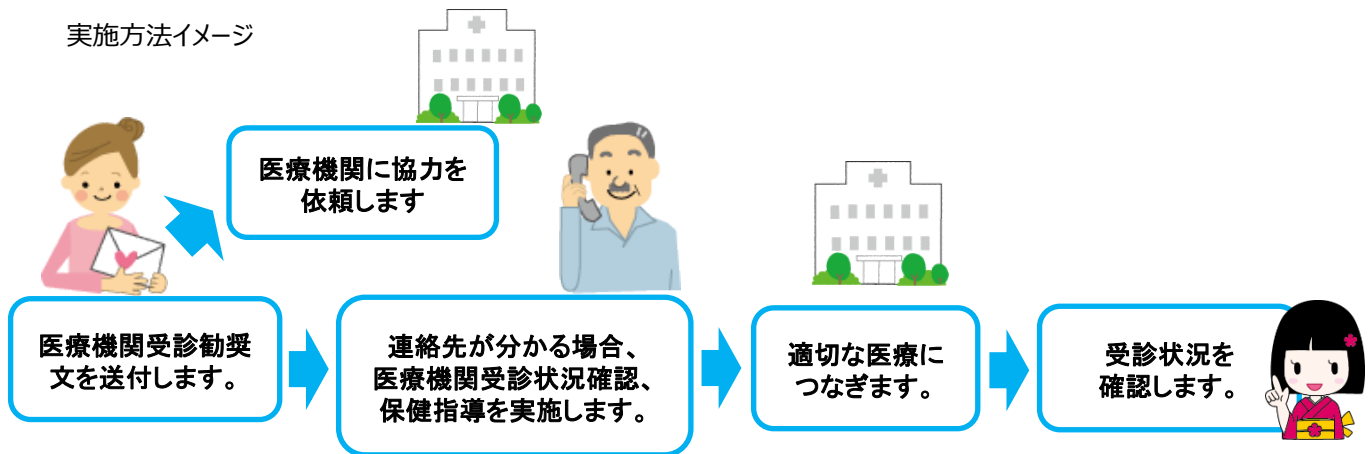 実施方法イメージ
医療機関に協力を
依頼します
医療機関受診勧奨
文を送付します。
連絡先が分かる場合、
医療機関受診状況確認、
保健指導を実施します。
適切な医療に
つなぎます。
受診状況を
確認します。